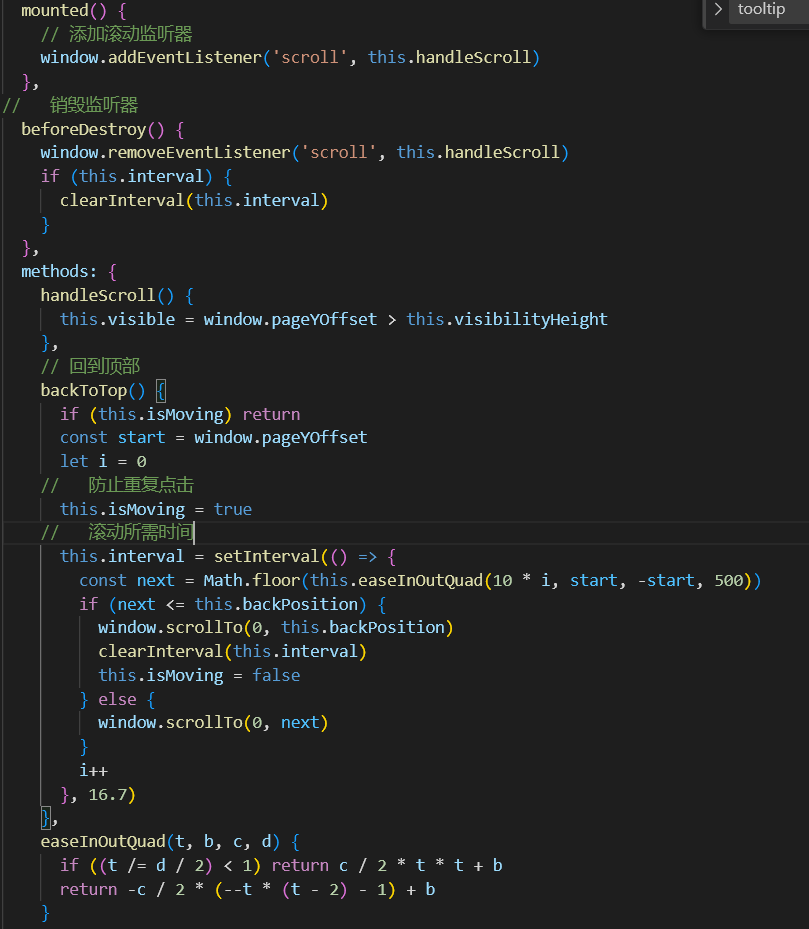 tooltip
mounted() {
// 添加滚动监听器
window.addEventListener('scroll', this.handleScroll)
},
// 销毁监听器
beforeDestroy() {
window.removeEventListener('scroll', this.handleScroll)
if (this.interval) {
clearInterval(this.interval)
}
},
methods: {
handleScroll() {
this.visible = window.pageYOffset > this.visibilityHeight
},
// 回到顶部
backToTop() {
if (this.isMoving) return
const start = window.pageYOffset
let i = 0
// 防止重复点击
this.isMoving = true
// 滚动所需时间
this.interval = setInterval(() => {
const next = Math.floor(this.easeInOutQuad(10 * i, start, -start, 500))
if (next <= this.backPosition) {
window.scrollTo(0, this.backPosition)
clearInterval(this.interval)
this.isMoving = false
} else {
window.scrollTo(0, next)
}
i++
}, 16.7)
},
easeInOutQuad(t, b, c, d) {
if ((t /= d / 2) < 1) return c / 2 * t * t + b
return -c / 2 * (--t * (t - 2) - 1) + b
}